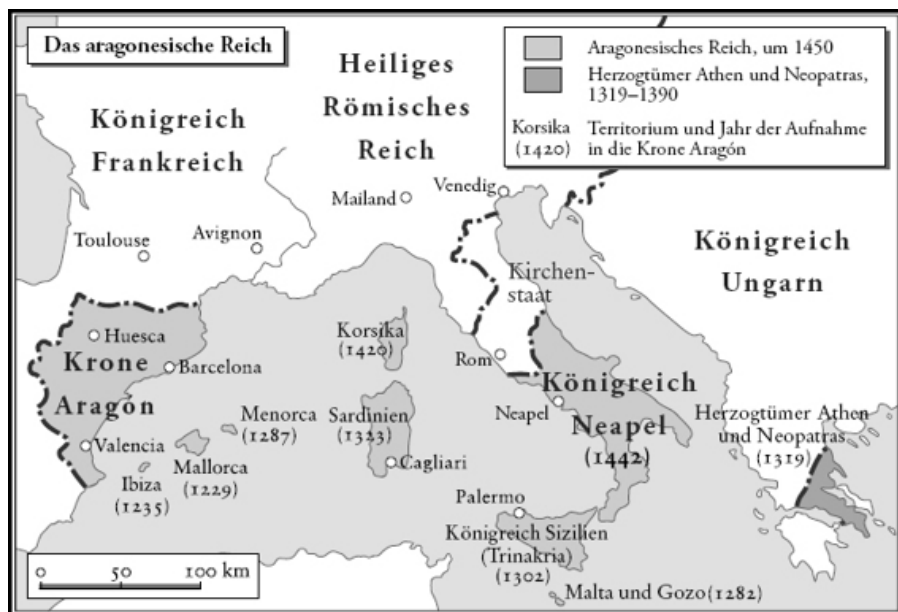 Das aragonesische Reich
Aragonesisches Reich, um 1450
Herzogtümer Athen und Neopatras,
1319–1390
Korsika
(1420)
Territorium und Jahr der Aufnahme
in die Krone Aragón
Königreich
Frankreich
Heiliges
Römisches
Reich
Mailand
Venedig
Toulouse
Avignon
Königreich
Ungarn
Kirchen-
staat
Huesca
Krone
Aragón
Barcelona
Valencia
Korsika
(1420)
Rom
Königreich
Neapel
(1442)
Neapel
Menorca
(1287)
Sardinien
(1323)
Cagliari
Mallorca
(1229)
Ibiza
(1235)
Herzogtümer Athen
und Neopatras
(1319)
Palermo
Königreich Sizilien
(Trinakria)
(1302)
Malta und Gozo (1282)
0 50 100 km